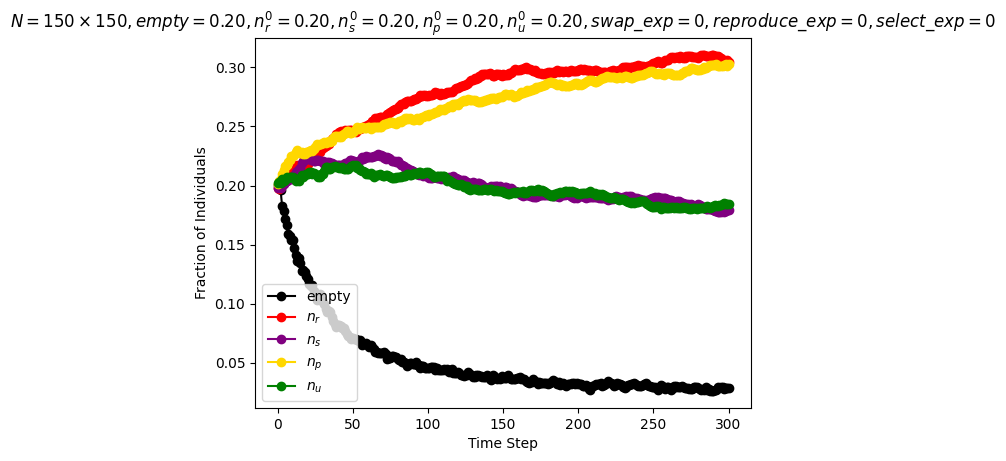 N = 150 × 150, empty = 0.20, n_r^0 = 0.20, n_s^0 = 0.20, n_p^0 = 0.20, n_u^0 = 0.20, swap_exp = 0, reproduce_exp = 0, select_exp = 0
0.30
0.25
0.20
0.15
0.10
0.05
Fraction of Individuals
empty
n_r
n_s
n_p
n_u
0 50 100 150 200 250 300
Time Step